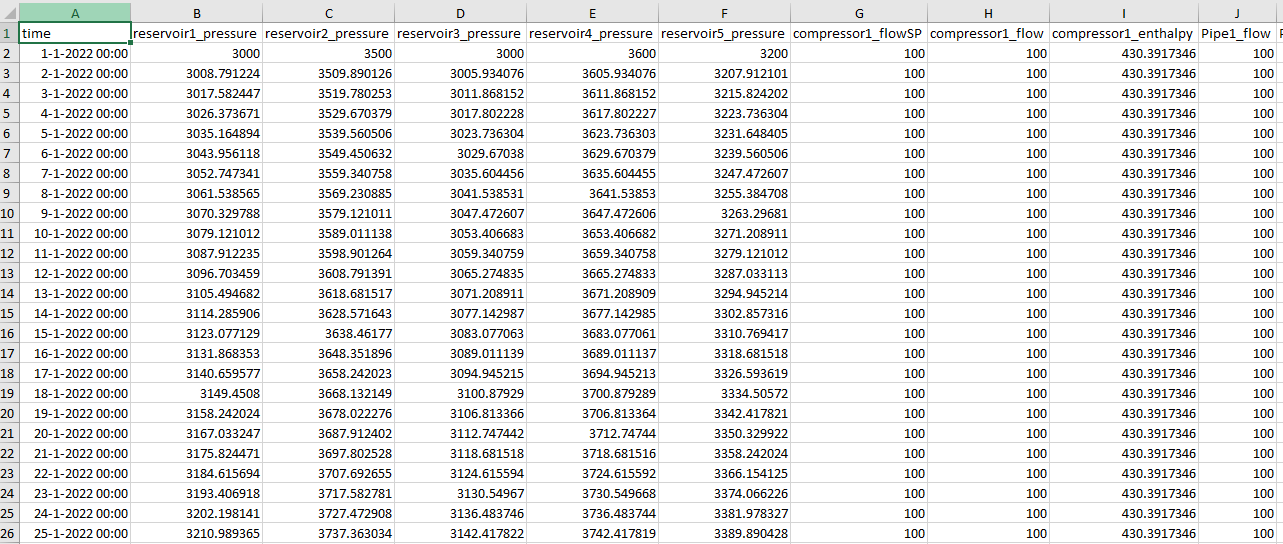 A B C D E F G H I J
1 time reservoir1_pressure reservoir2_pressure reservoir3_pressure reservoir4_pressure reservoir5_pressure compressor1_flowSP compressor1_flow compressor1_enthalpy Pipe1_flow
2 1-1-2022 00:00 3000 3500 3000 3600 3200 100 100 430.3917346 100
3 2-1-2022 00:00 3008.791224 3509.890126 3005.934076 3605.934076 3207.912101 100 100 430.3917346 100
4 3-1-2022 00:00 3017.582447 3519.780253 3011.868152 3611.868152 3215.824202 100 100 430.3917346 100
5 4-1-2022 00:00 3026.373671 3529.670379 3017.802228 3617.802227 3223.736304 100 100 430.3917346 100
6 5-1-2022 00:00 3035.164894 3539.560506 3023.736304 3623.736303 3231.648405 100 100 430.3917346 100
7 6-1-2022 00:00 3043.956118 3549.450632 3029.67038 3629.670379 3239.560506 100 100 430.3917346 100
8 7-1-2022 00:00 3052.747341 3559.340758 3035.604456 3635.604455 3247.472607 100 100 430.3917346 100
9 8-1-2022 00:00 3061.538565 3569.230885 3041.538531 3641.53853 3255.384708 100 100 430.3917346 100
10 9-1-2022 00:00 3070.329788 3579.121011 3047.472607 3647.472606 3263.29681 100 100 430.3917346 100
11 10-1-2022 00:00 3079.121012 3589.011138 3053.406683 3653.406682 3271.208911 100 100 430.3917346 100
12 11-1-2022 00:00 3087.912235 3598.901264 3059.340759 3659.340758 3279.121012 100 100 430.3917346 100
13 12-1-2022 00:00 3096.703459 3608.791391 3065.274835 3665.274833 3287.033113 100 100 430.3917346 100
14 13-1-2022 00:00 3105.494682 3618.681517 3071.208911 3671.208909 3294.945214 100 100 430.3917346 100
15 14-1-2022 00:00 3114.285906 3628.571643 3077.142987 3677.142985 3302.857316 100 100 430.3917346 100
16 15-1-2022 00:00 3123.077129 3638.46177 3083.077063 3683.077061 3310.769417 100 100 430.3917346 100
17 16-1-2022 00:00 3131.868353 3648.351896 3089.011139 3689.011137 3318.681518 100 100 430.3917346 100
18 17-1-2022 00:00 3140.659577 3658.242023 3094.945215 3694.945213 3326.593619 100 100 430.3917346 100
19 18-1-2022 00:00 3149.4508 3668.132149 3100.87929 3700.879289 3334.50572 100 100 430.3917346 100
20 19-1-2022 00:00 3158.242024 3678.022276 3106.813366 3706.813364 3342.417821 100 100 430.3917346 100
21 20-1-2022 00:00 3167.033247 3687.912402 3112.747442 3712.74744 3350.329922 100 100 430.3917346 100
22 21-1-2022 00:00 3175.824471 3697.802528 3118.681518 3718.681516 3358.242024 100 100 430.3917346 100
23 22-1-2022 00:00 3184.615694 3707.692655 3124.615594 3724.615592 3366.154125 100 100 430.3917346 100
24 23-1-2022 00:00 3193.406918 3717.582781 3130.54967 3730.549668 3374.066226 100 100 430.3917346 100
25 24-1-2022 00:00 3202.198141 3727.472908 3136.483746 3736.483744 3381.978327 100 100 430.3917346 100
26 25-1-2022 00:00 3210.989365 3737.363034 3142.417822 3742.417819 3389.890428 100 100 430.3917346 100